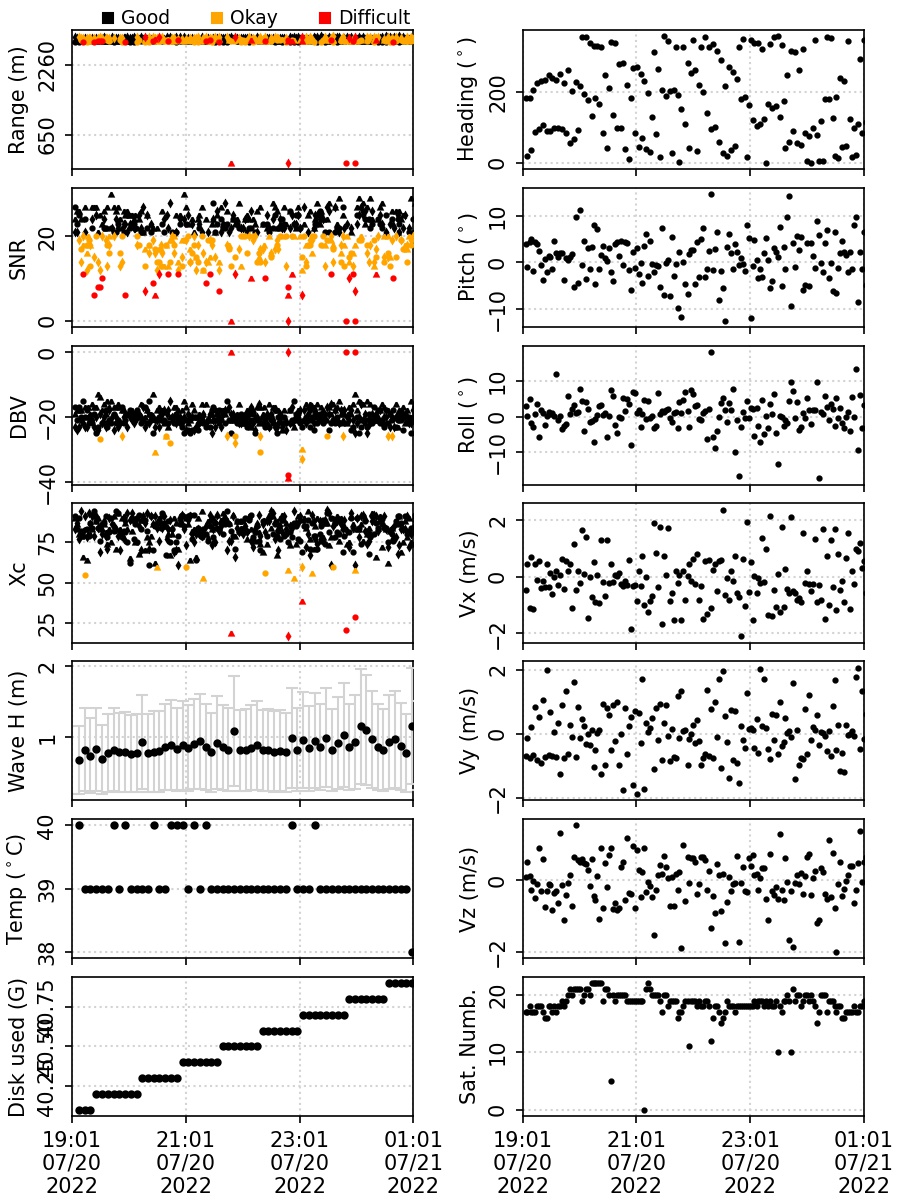 Good Okay Difficult
Range (m)
2260
650
Heading (°)
200
0
SNR
20
0
Pitch (°)
10
0
−10
DBV
0
−20
−40
Roll (°)
10
0
−10
Xc
75
50
25
Vx (m/s)
2
0
−2
Wave H (m)
2
1
Vy (m/s)
2
0
−2
Temp (°C)
40
39
38
Vz (m/s)
0
−2
Disk used (G)
40.75
40.50
40.25
Sat. Numb.
20
10
0
19:01 21:01 23:01 01:01
07/20 07/20 07/20 07/21
2022 2022 2022 2022
19:01 21:01 23:01 01:01
07/20 07/20 07/20 07/21
2022 2022 2022 2022